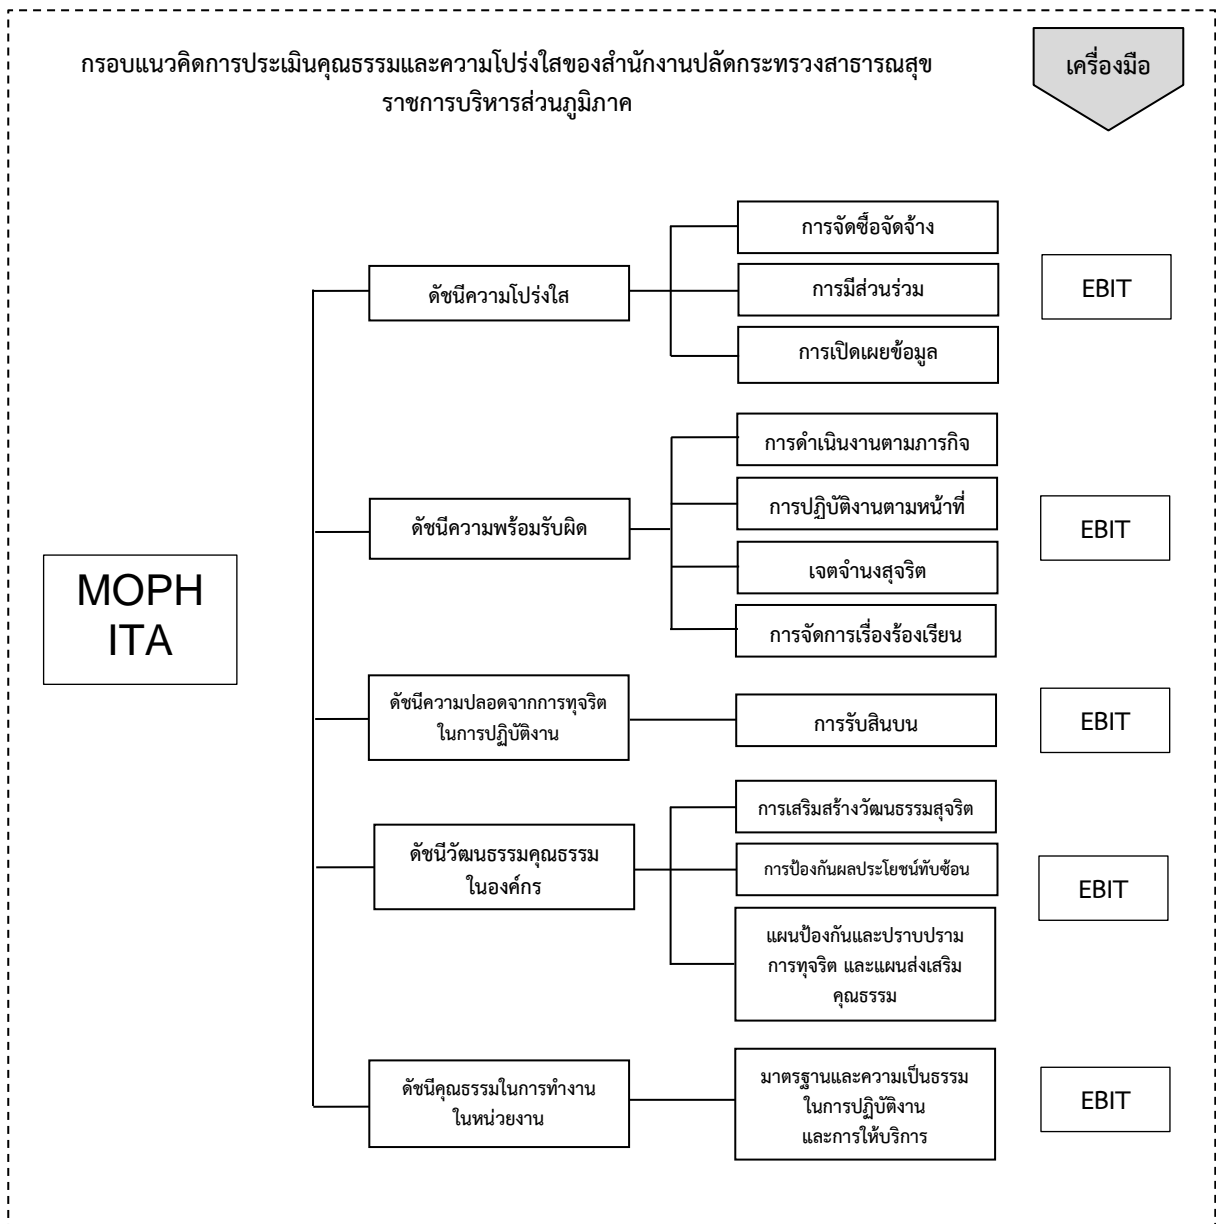 กรอบแนวคิดการประเมินคุณธรรมและความโปร่งใสของสำนักงานปลัดกระทรวงสาธารณสุข
ราชการบริหารส่วนภูมิภาค
เครื่องมือ
MOPH
ITA
ดัชนีความโปร่งใส
การจัดซื้อจัดจ้าง
การมีส่วนร่วม
การเปิดเผยข้อมูล
EBIT
ดัชนีความพร้อมรับผิด
การดำเนินงานตามภารกิจ
การปฏิบัติงานตามหน้าที่
เจตจำนงสุจริต
การจัดการเรื่องร้องเรียน
EBIT
ดัชนีความปลอดจากการทุจริต
ในการปฏิบัติงาน
การรับสินบน
EBIT
ดัชนีวัฒนธรรมคุณธรรม
ในองค์กร
การเสริมสร้างวัฒนธรรมสุจริต
การป้องกันผลประโยชน์ทับซ้อน
แผนป้องกันและปราบปราม
การทุจริต และแผนส่งเสริม
คุณธรรม
EBIT
ดัชนีคุณธรรมในการทำงาน
ในหน่วยงาน
มาตรฐานและความเป็นธรรม
ในการปฏิบัติงาน
และการให้บริการ
EBIT